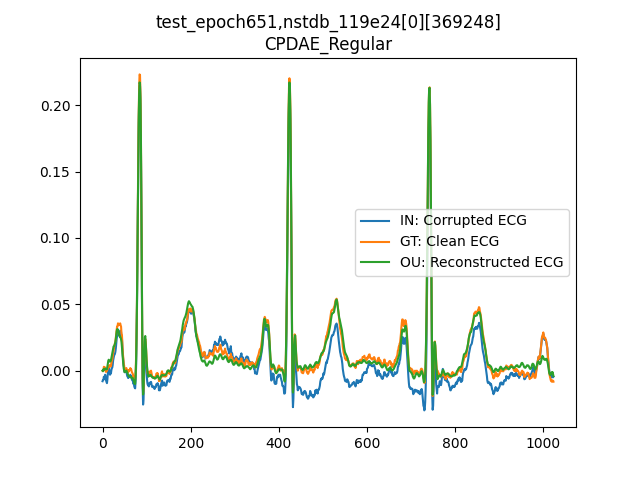 test_epoch651,nstdb_119e24[0][369248]
CPDAE_Regular
0.20
0.15
0.10
0.05
0.00
IN: Corrupted ECG
GT: Clean ECG
OU: Reconstructed ECG
0 200 400 600 800 1000